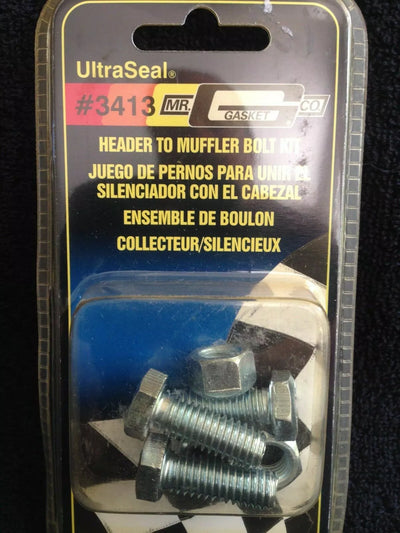 UltraSeal®
#3413 MR. GASKET CO.
HEADER TO MUFFLER BOLT KIT
JUEGO DE PERNOS PARA UNIR EL
SILENCIADOR CON EL CABEZAL
ENSEMBLE DE BOULON
COLLECTEUR/SILENCIEUX